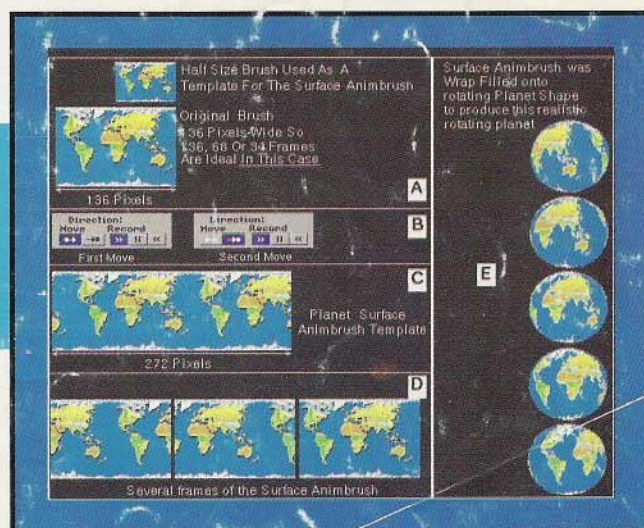 Half Size Brush Used As A
Template For The Surface Animbrush
Original Brush
136 Pixels Wide So
136, 68 Or 34 Frames
Are Ideal In This Case
136 Pixels
A
Direction:
Move Record
First Move
Direction:
Move Record
Second Move
B
C
Planet Surface
Animbrush Template
272 Pixels
D
Several frames of the Surface Animbrush
Surface Animbrush was
Wrap Filled onto
rotating Planet Shape
to produce this realistic
rotating planet
E